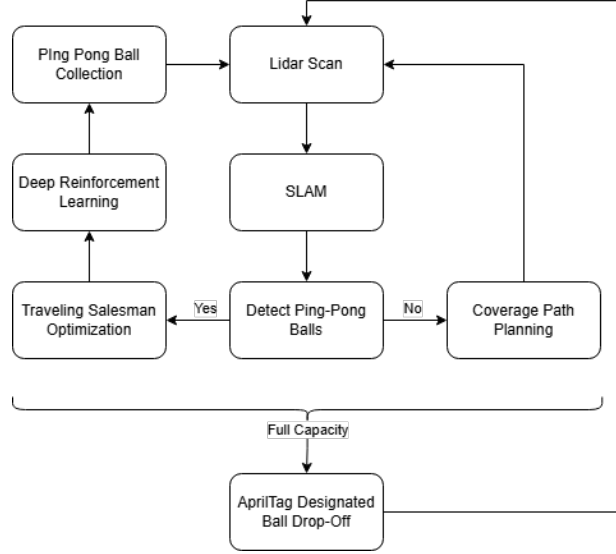 PIng Pong Ball
Collection
Lidar Scan
Deep Reinforcement
Learning
SLAM
Traveling Salesman
Optimization
Yes
Detect Ping-Pong
Balls
No
Coverage Path
Planning
Full Capacity
AprilTag Designated
Ball Drop-Off